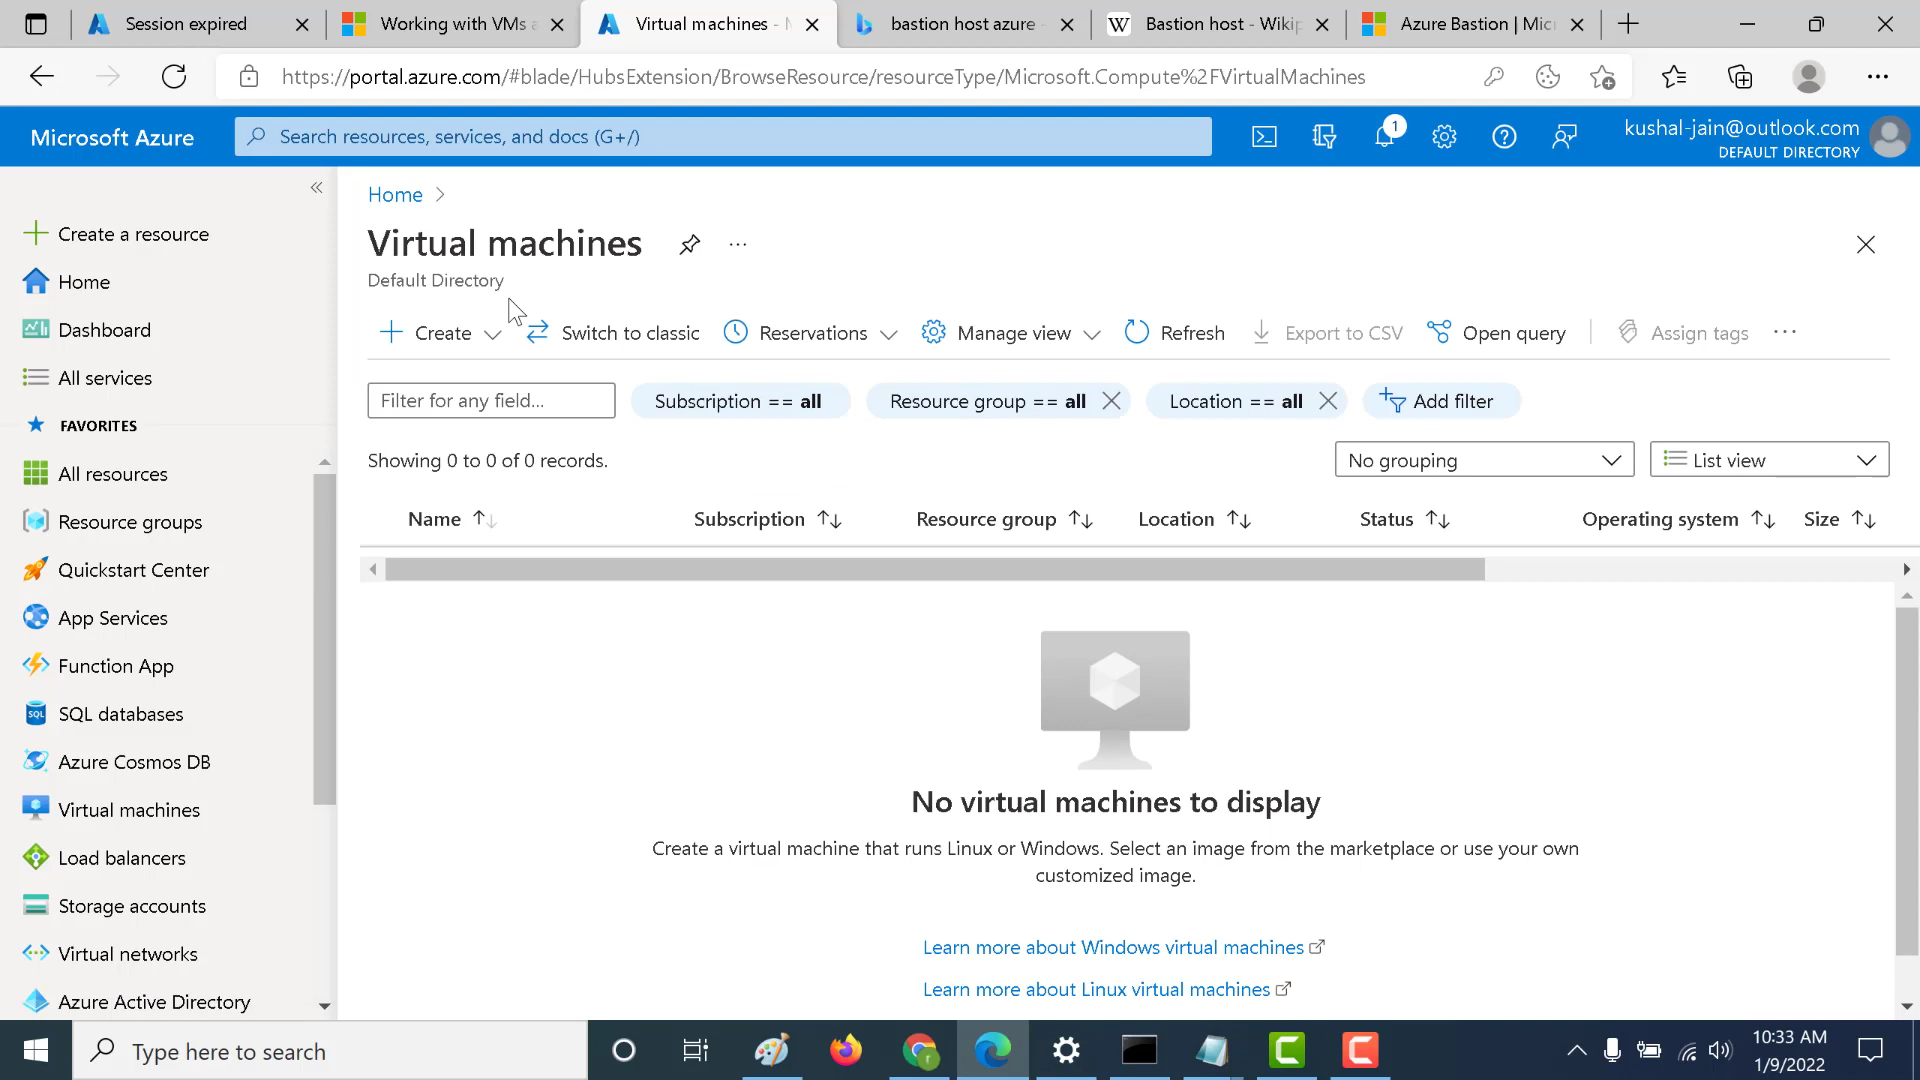 Session expired
Working with VMs a
Virtual machines - M
bastion host azure -
Bastion host - Wikip
Azure Bastion | Micr
https://portal.azure.com/#blade/HubsExtension/BrowseResource/resourceType/Microsoft.Compute%2FVirtualMachines
Microsoft Azure
Search resources, services, and docs (G+/)
1
kushal-jain@outlook.com
DEFAULT DIRECTORY
Create a resource
Home
Dashboard
All services
FAVORITES
All resources
Resource groups
Quickstart Center
App Services
Function App
SQL
SQL databases
Azure Cosmos DB
Virtual machines
Load balancers
Storage accounts
Virtual networks
Azure Active Directory
Home
Virtual machines
Default Directory
Create
Switch to classic
Reservations
Manage view
Refresh
Export to CSV
Open query
Assign tags
Filter for any field...
Subscription == all
Resource group == all
Location == all
Add filter
Showing 0 to 0 of 0 records.
No grouping
List view
Name
Subscription
Resource group
Location
Status
Operating system
Size
No virtual machines to display
Create a virtual machine that runs Linux or Windows. Select an image from the marketplace or use your own
customized image.
Learn more about Windows virtual machines
Learn more about Linux virtual machines
Type here to search
10:33 AM
1/9/2022